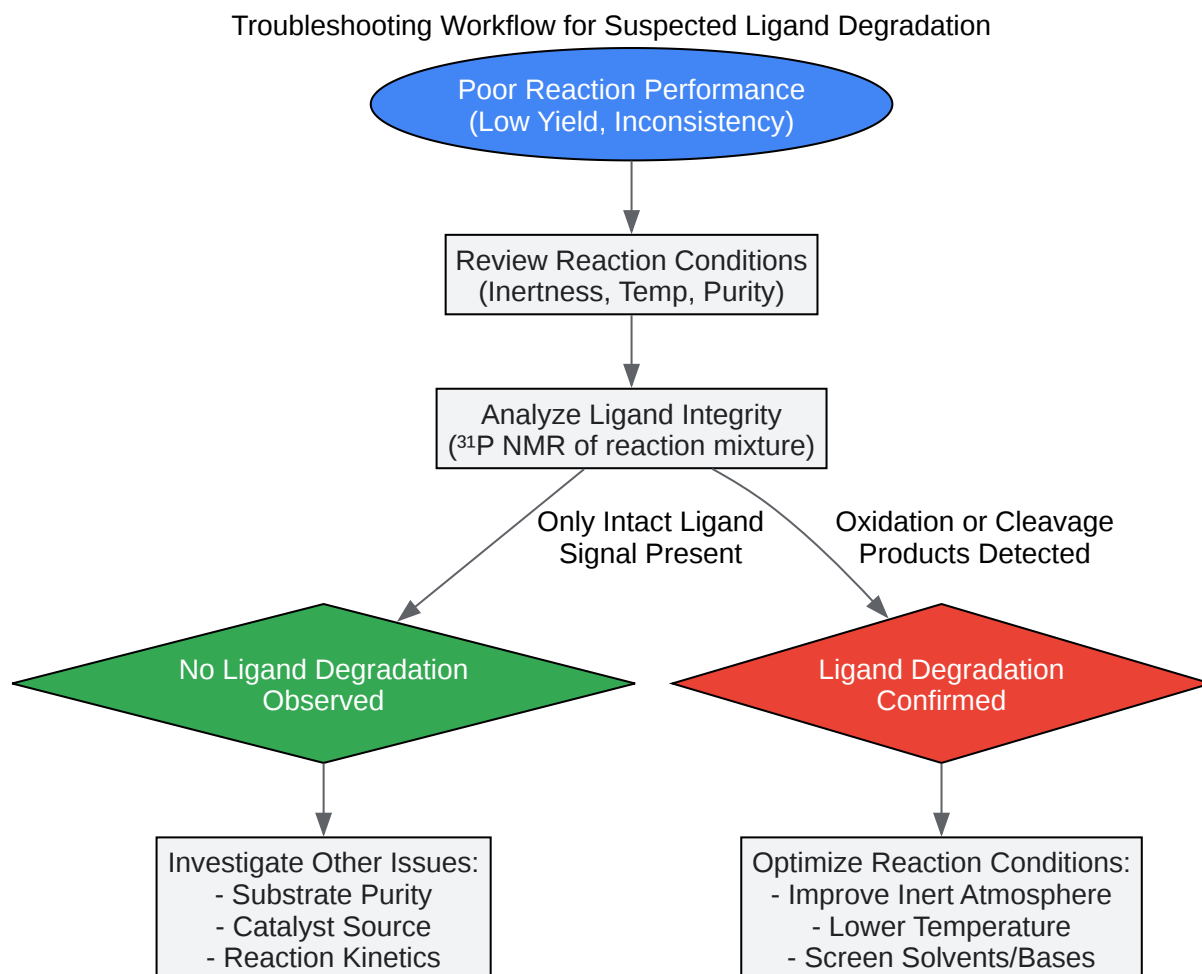 Troubleshooting Workflow for Suspected Ligand Degradation
Poor Reaction Performance
(Low Yield, Inconsistency)
Review Reaction Conditions
(Inertness, Temp, Purity)
Analyze Ligand Integrity
(³¹P NMR of reaction mixture)
Only Intact Ligand
Signal Present
Oxidation or Cleavage
Products Detected
No Ligand Degradation
Observed
Ligand Degradation
Confirmed
Investigate Other Issues:
- Substrate Purity
- Catalyst Source
- Reaction Kinetics
Optimize Reaction Conditions:
- Improve Inert Atmosphere
- Lower Temperature
- Screen Solvents/Bases